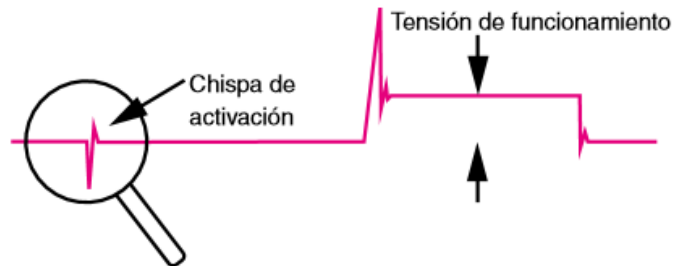 Tensión de funcionamiento
Chispa de
activación